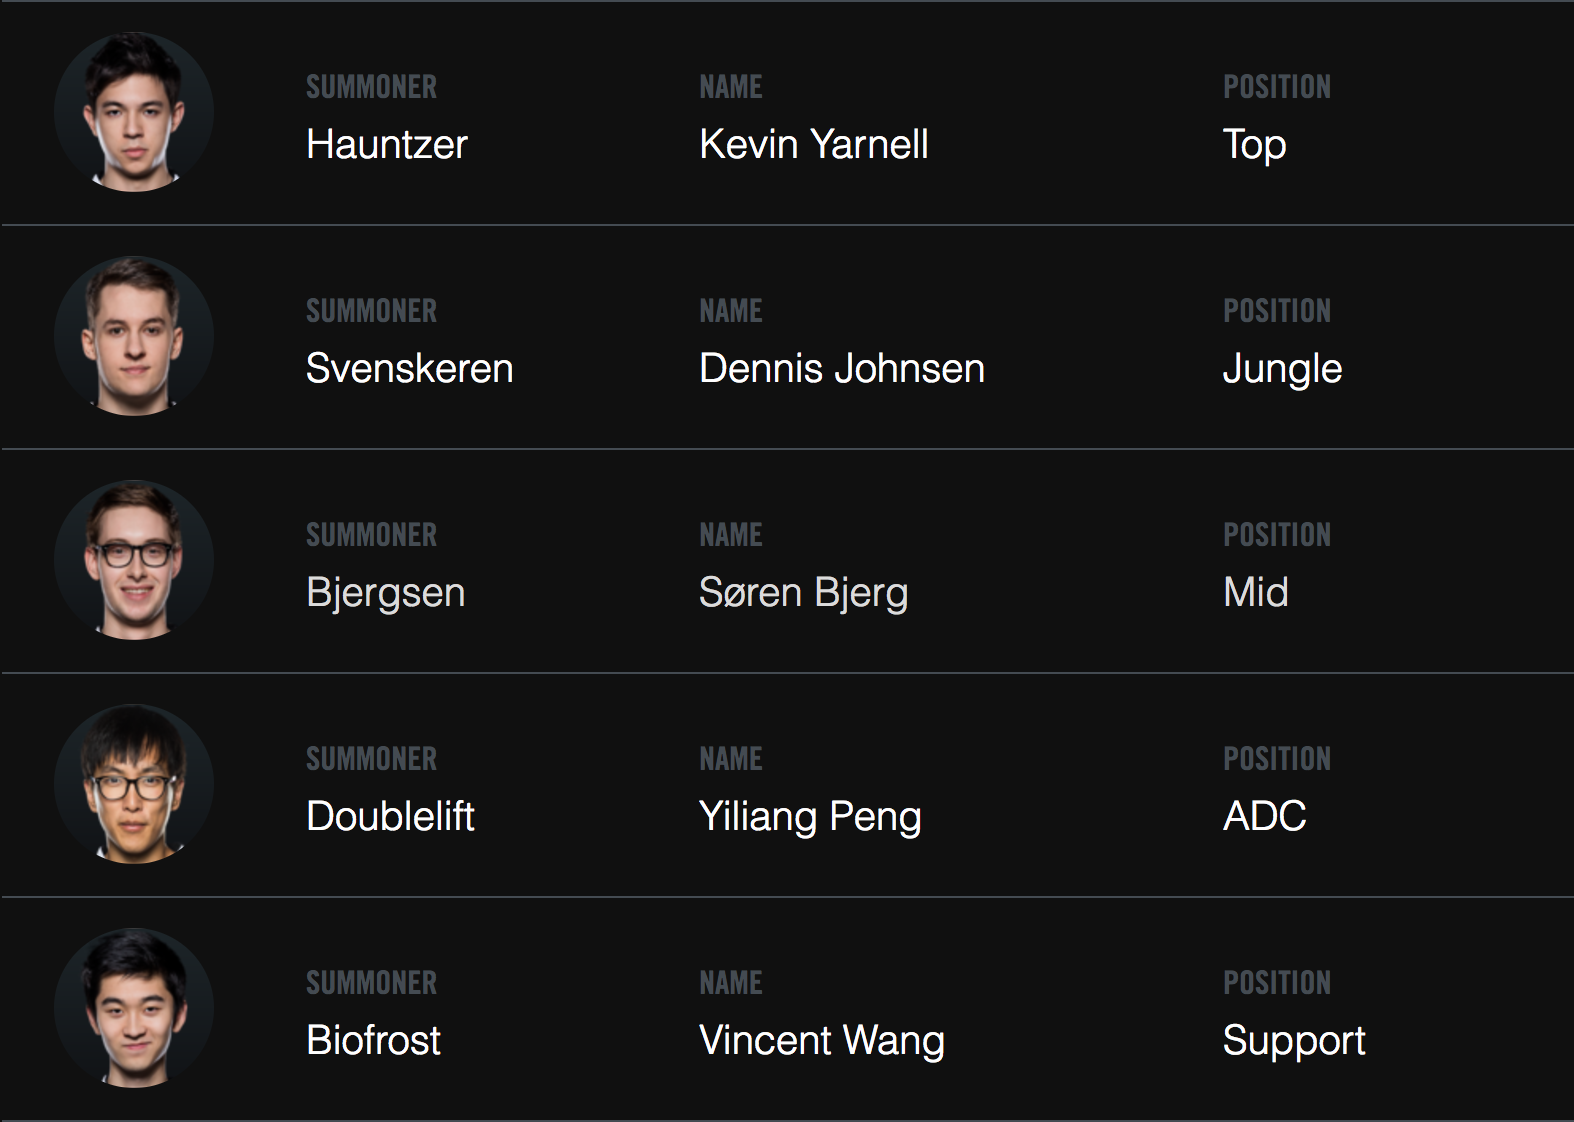 SUMMONER NAME POSITION
Hauntzer Kevin Yarnell Top
SUMMONER NAME POSITION
Svenskeren Dennis Johnsen Jungle
SUMMONER NAME POSITION
Bjergsen Søren Bjerg Mid
SUMMONER NAME POSITION
Doublelift Yiliang Peng ADC
SUMMONER NAME POSITION
Biofrost Vincent Wang Support